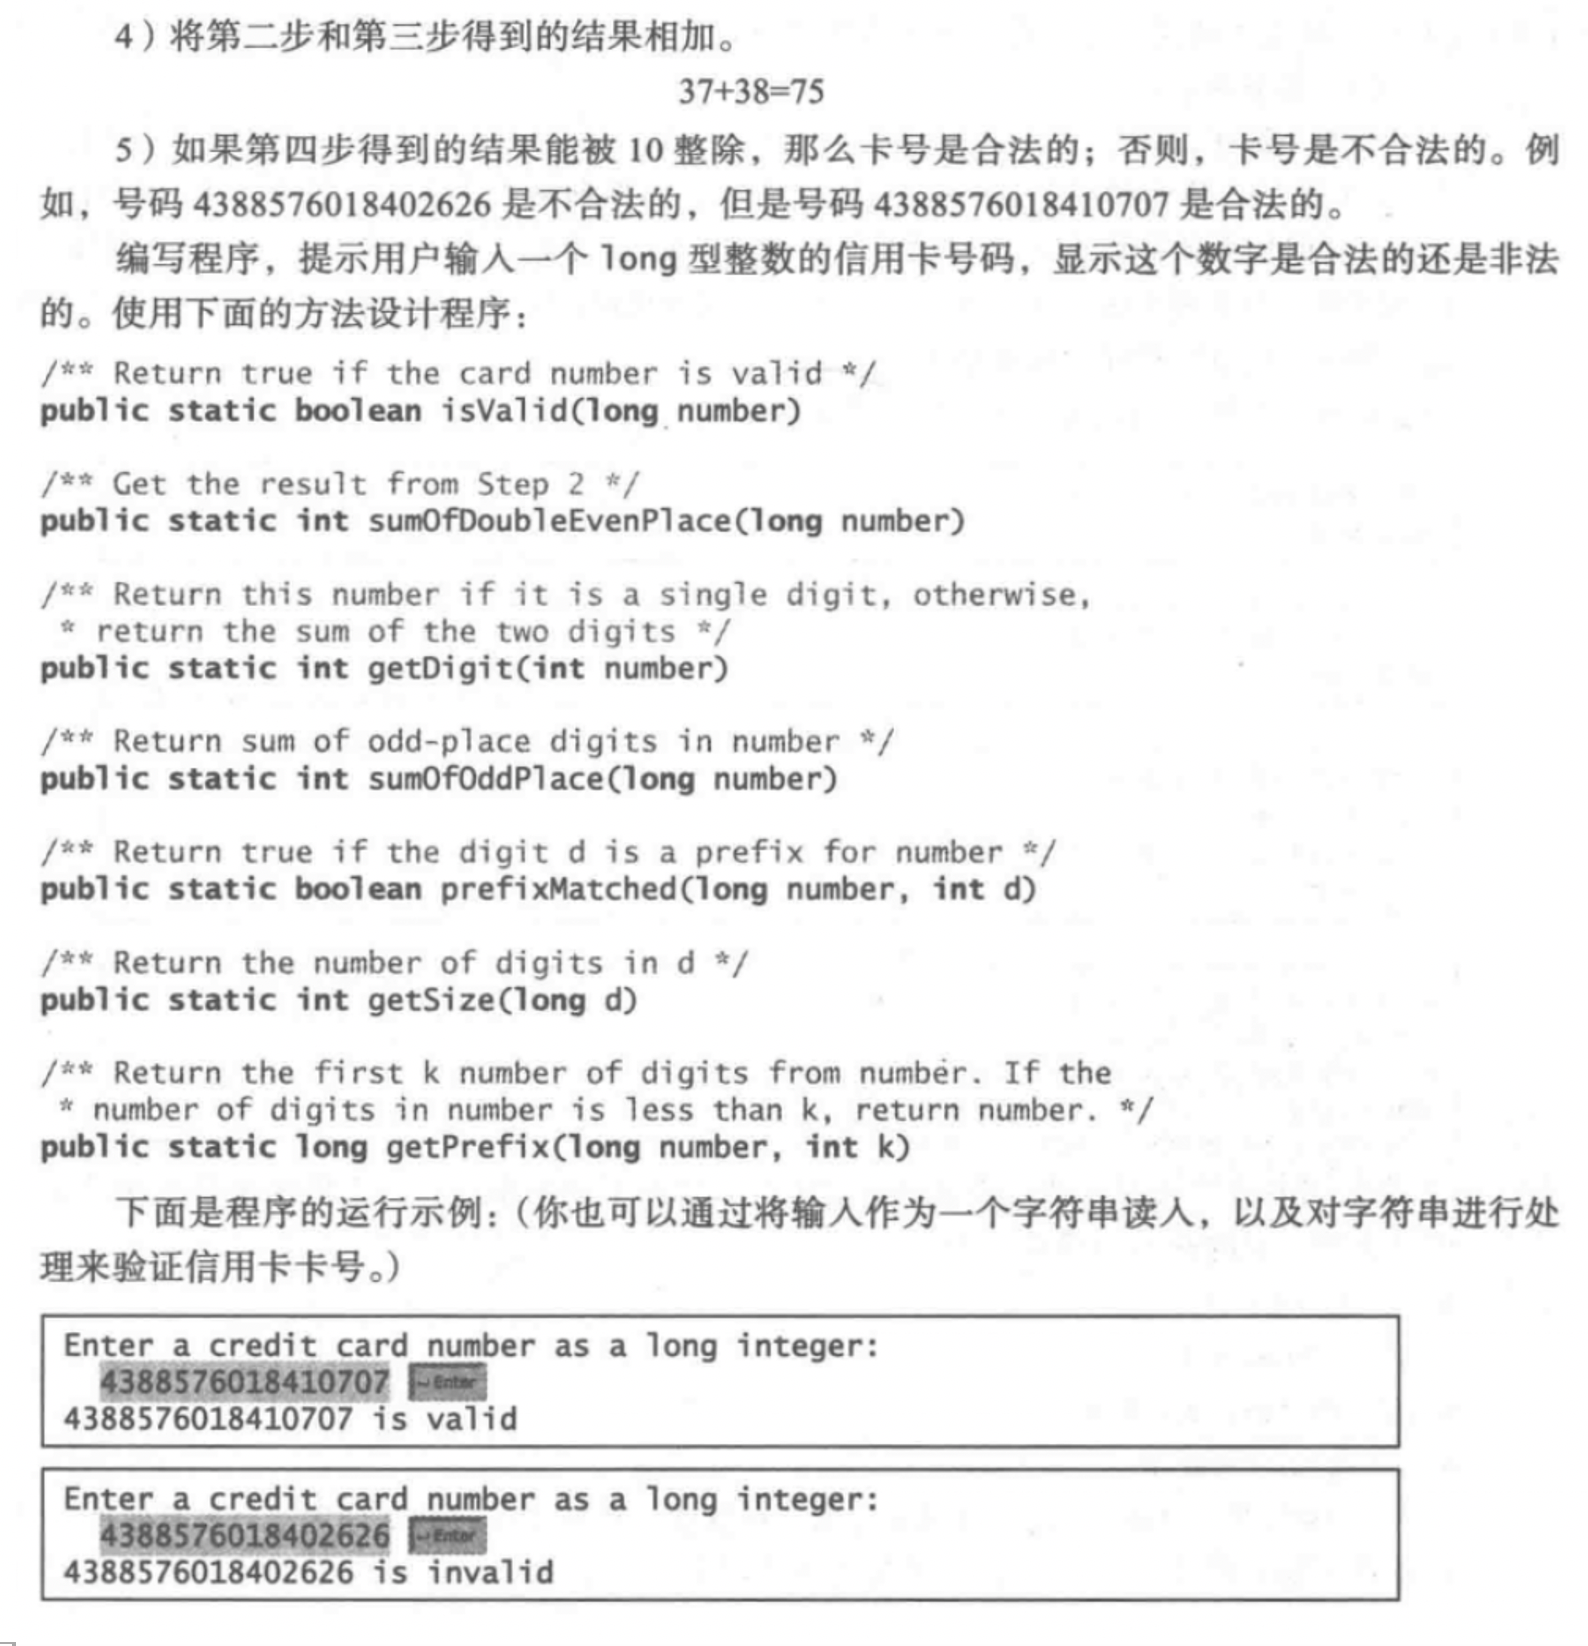 4）将第二步和第三步得到的结果相加。
37+38=75
5）如果第四步得到的结果能被 10 整除，那么卡号是合法的；否则，卡号是不合法的。例
如，号码 4388576018402626 是不合法的，但是号码 4388576018410707 是合法的。
编写程序，提示用户输入一个 long 型整数的信用卡号码，显示这个数字是合法的还是非法
的。使用下面的方法设计程序：
/** Return true if the card number is valid */
public static boolean isValid(long number)
/** Get the result from Step 2 */
public static int sumOfDoubleEvenPlace(long number)
/** Return this number if it is a single digit, otherwise,
* return the sum of the two digits */
public static int getDigit(int number)
/** Return sum of odd-place digits in number */
public static int sumOfOddPlace(long number)
/** Return true if the digit d is a prefix for number */
public static boolean prefixMatched(long number, int d)
/** Return the number of digits in d */
public static int getSize(long d)
/** Return the first k number of digits from number. If the
* number of digits in number is less than k, return number. */
public static long getPrefix(long number, int k)
下面是程序的运行示例：（你也可以通过将输入作为一个字符串读入，以及对字符串进行处
理来验证信用卡卡号。）
Enter a credit card number as a long integer:
4388576018410707 Enter
4388576018410707 is valid
Enter a credit card number as a long integer:
4388576018402626 Enter
4388576018402626 is invalid